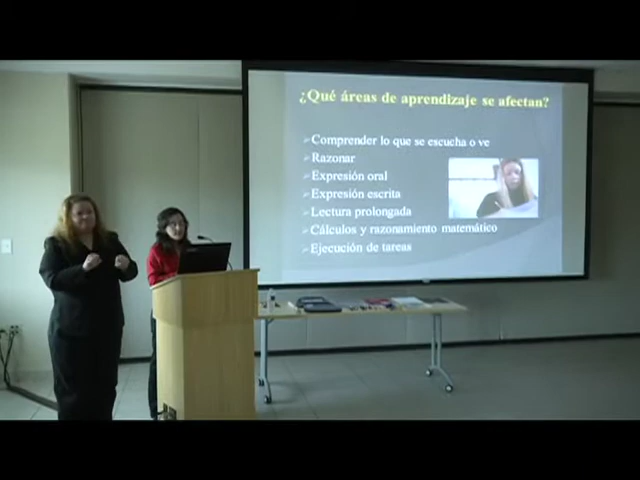 ¿Qué áreas de aprendizaje se afectan?
Comprender lo que se escucha o ve
Razonar
Expresión oral
Expresión escrita
Lectura prolongada
Cálculos y razonamiento matemático
Ejecución de tareas